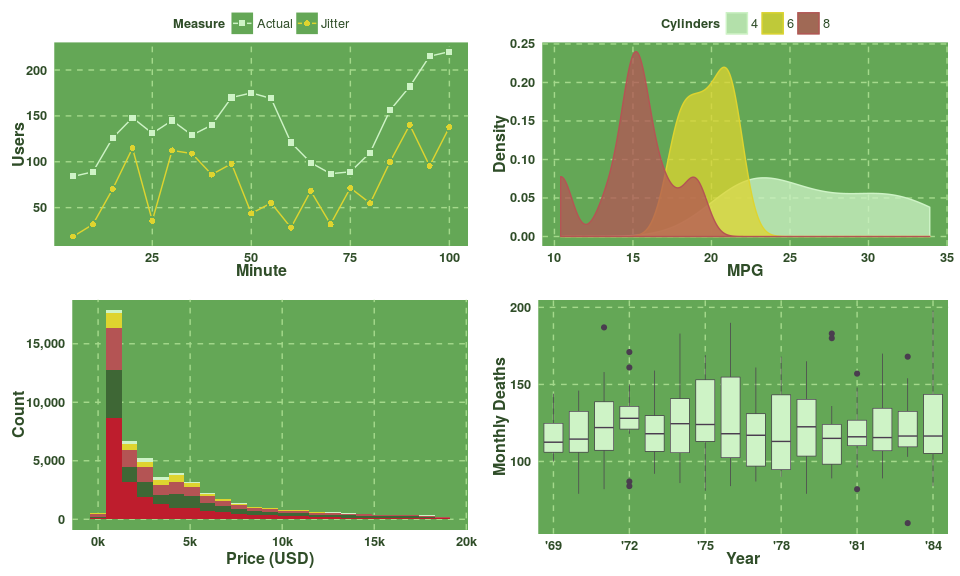 Measure Actual Jitter
Users
200
150
100
50
25 50 75 100
Minute
Cylinders 4 6 8
Density
0.25
0.20
0.15
0.10
0.05
0.00
10 15 20 25 30 35
MPG
Count
15,000
10,000
5,000
0
0k 5k 10k 15k 20k
Price (USD)
Monthly Deaths
200
150
100
'69 '72 '75 '78 '81 '84
Year